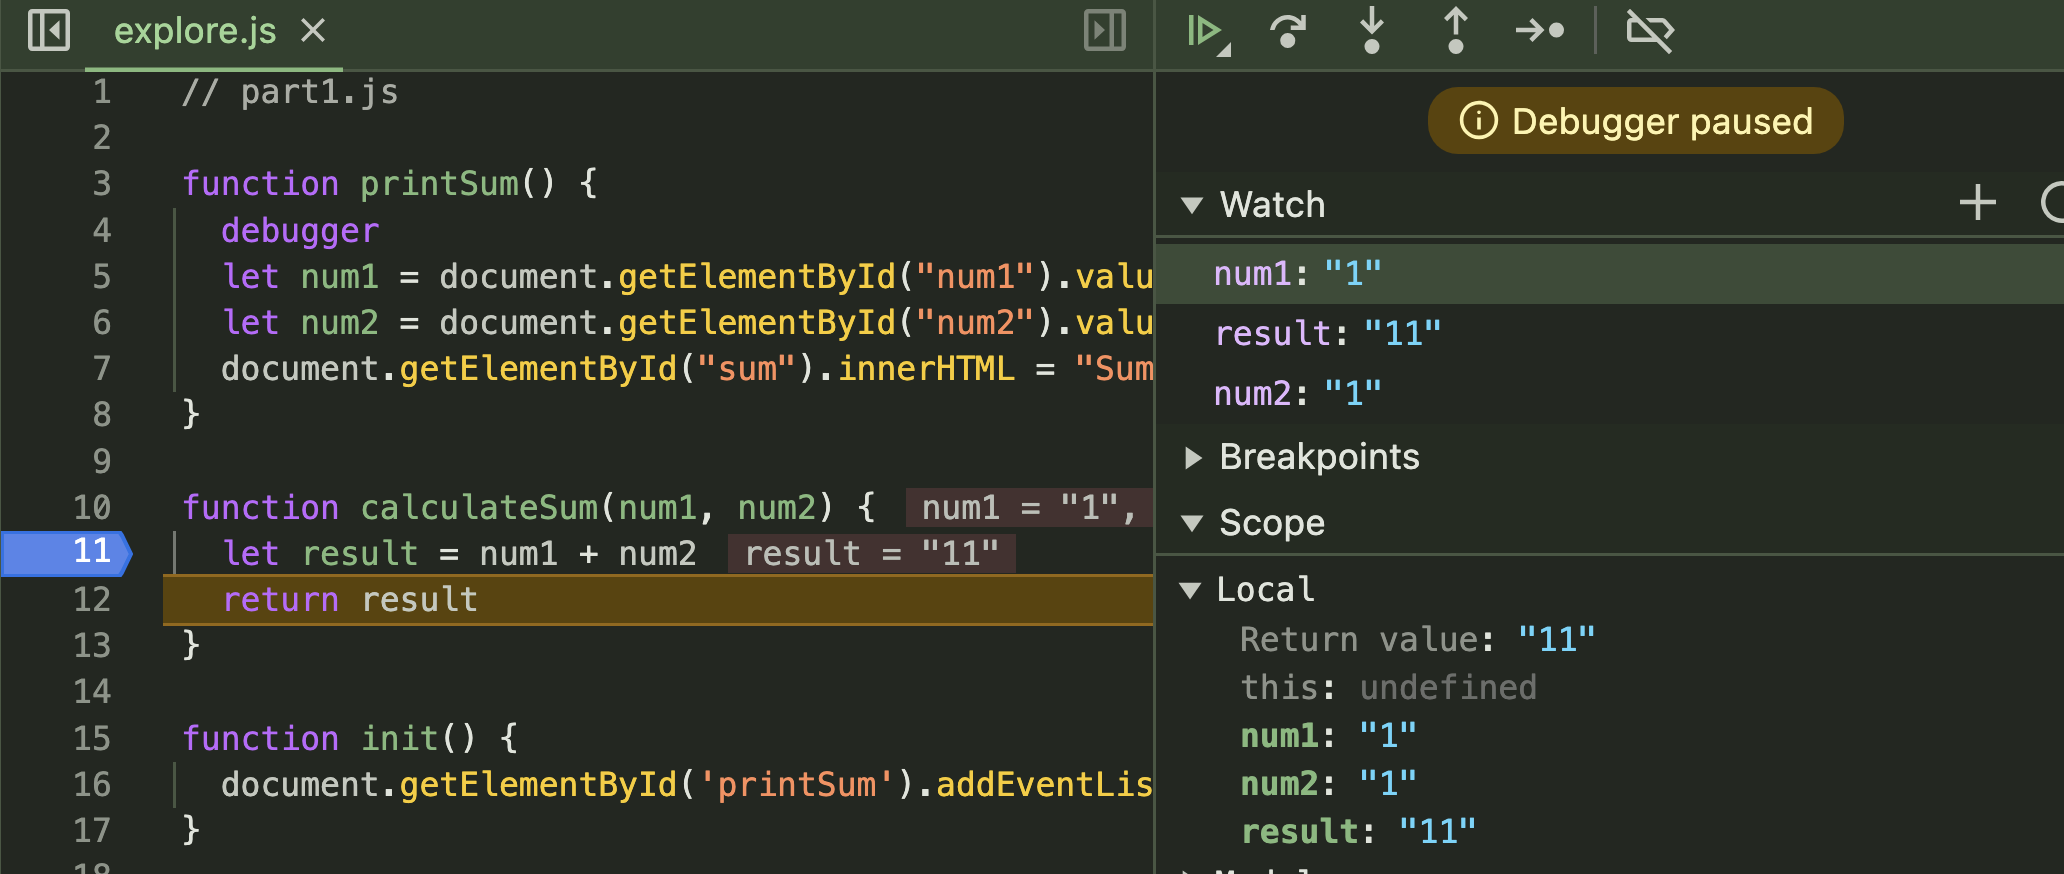 explore.js
1 // part1.js
2
3 function printSum() {
4 debugger
5 let num1 = document.getElementById("num1").valu
6 let num2 = document.getElementById("num2").valu
7 document.getElementById("sum").innerHTML = "Sum
8 }
9
10 function calculateSum(num1, num2) { num1 = "1",
11 let result = num1 + num2 result = "11"
12 return result
13 }
14
15 function init() {
16 document.getElementById('printSum').addEventLis
17 }
18
Debugger paused
Watch
num1: "1"
result: "11"
num2: "1"
Breakpoints
Scope
Local
Return value: "11"
this: undefined
num1: "1"
num2: "1"
result: "11"